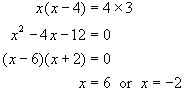 x(x−4) = 4×3
x² −4x−12 = 0
(x−6)(x+2) = 0
x = 6 or x = −2